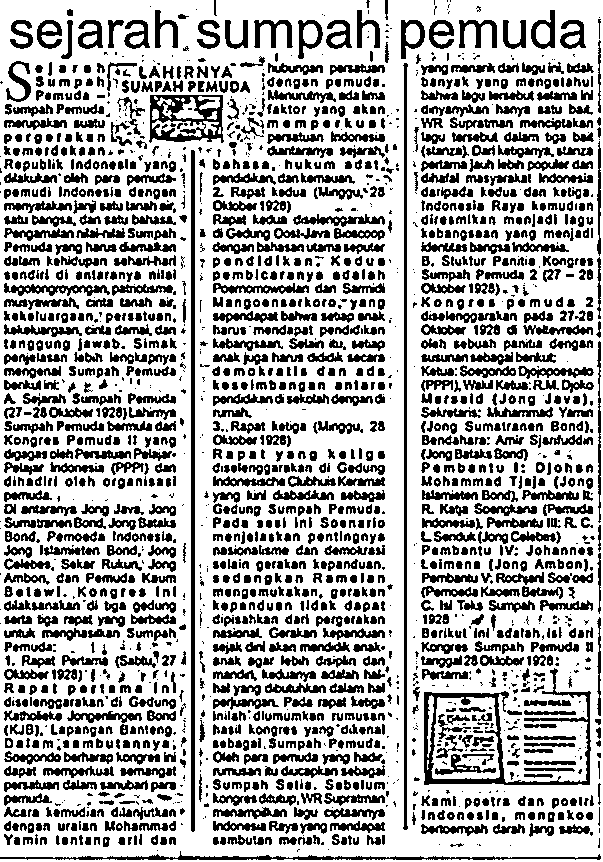 sejarah sumpah pemuda
Sejarah
Sumpah
Pemuda –
Sumpah Pemuda
merupakan suatu
pergerakan
kemerdekaan
Republik Indonesia yang
dilakukan oleh para pemuda-
pemudi Indonesia dengan
menyatakan janji satu tanah air,
satu bangsa, dan satu bahasa.
Pengamalan nilai-nilai Sumpah
Pemuda yang harus diamalkan
dalam kehidupan sehari-hari
sendiri di antaranya nilai
kegotongroyongan, patriotisme,
musyawarah, cinta tanah air,
kekeluargaan, persatuan,
kekeluargaan, cinta damai, dan
tanggung jawab. Simak
penjelasan lebih lengkapnya
mengenai Sumpah Pemuda
berikut ini:
A. Sejarah Sumpah Pemuda
(27-28 Oktober 1928) Lahirnya
Sumpah Pemuda bermula dari
Kongres Pemuda II yang
digagas oleh Persatuan Pelajar-
Pelajar Indonesia (PPPI) dan
dihadiri oleh organisasi
pemuda.
Di antaranya Jong Java, Jong
Sumatranen Bond, Jong Bataks
Bond, Pemoeda Indonesia,
Jong Islamieten Bond, Jong
Celebes, Sekar Rukun, Jong
Ambon, dan Pemuda Kaum
Betawi. Kongres ini
dilaksanakan di tiga gedung
serta tiga rapat yang berbeda
untuk menghasilkan Sumpah
Pemuda:
1. Rapat Pertama (Sabtu, 27
Oktober 1928)
Rapat pertama ini
diselenggarakan di Gedung
Katholieke Jongenlingen Bond
(KJB), Lapangan Banteng.
Dalam sambutannya,
Soegondo berharap kongres ini
dapat memperkuat semangat
persatuan dalam sanubari para
pemuda.
Acara kemudian dilanjutkan
dengan uraian Mohammad
Yamin tentang arti dan
LAHIRNYA
SUMPAH PEMUDA
hubungan persatuan
dengan pemuda.
Menurutnya, ada lima
faktor yang akan
memperkuat
persatuan Indonesia
diantaranya sejarah,
bahasa, hukum adat,
pendidikan, dan kemauan.
2. Rapat kedua (Minggu, 28
Oktober 1928)
Rapat kedua diselenggarakan
di Gedung Oost-Java Bioscoop
dengan bahasan utama seputer
pendidikan. Kedua
pembicaranya adalah
Poernomowoelan dan Sarmidi
Mangoensarkoro, yang
sependapat bahwa setiap anak
harus mendapat pendidikan
kebangsaan. Selain itu, setiap
anak juga harus dididik secara
demokratis dan ada
keseimbangan antara
pendidikan di sekolah dengan di
rumah.
3. Rapat ketiga (Minggu, 28
Oktober 1928)
Rapat yang ketiga
diselenggarakan di Gedung
Indonesische Clubhuis Keramat
yang kini diabadikan sebagai
Gedung Sumpah Pemuda.
Pada sesi ini Soenario
menjelaskan pentingnya
nasionalisme dan demokrasi
selain gerakan kepanduan.
sedangkan Ramelan
mengemukakan, gerakan
kepanduan tidak dapat
dipisahkan dari pergerakan
nasional. Gerakan kepanduan
sejak dini akan mendidik anak-
anak agar lebih disiplin dan
mandiri, keduanya adalah hal-
hal yang dibutuhkan dalam hal
perjuangan. Pada rapat ketiga
inilah diumumkan rumusan
hasil kongres yang dikenal
sebagai Sumpah Pemuda.
Oleh para pemuda yang hadir,
rumusan itu diucapkan sebagai
Sumpah Setia. Sebelum
kongres ditutup, WR Supratman
menampilkan lagu ciptaannya
Indonesia Raya yang mendapat
sambutan meriah. Satu hal
yang menarik dari lagu ini, tidak
banyak yang mengetahui
bahwa lagu tersebut selama ini
dinyanyikan hanya satu bait.
WR Supratman menciptakan
lagu tersebut dalam tiga bait
(stanza). Dari ketiganya, stanza
pertama jauh lebih populer dan
dihafal masyarakat Indonesia
daripada kedua dan ketiga.
Indonesia Raya kemudian
diresmikan menjadi lagu
kebangsaan yang menjadi
identitas bangsa Indonesia.
B. Stuktur Panitia Kongres
Sumpah Pemuda 2 (27 – 28
Oktober 1928)
Kongres pemuda 2
diselenggarakan pada 27-28
Oktober 1928 di Weltevreden
oleh sebuah panitia dengan
susunan sebagai berikut:
Ketua: Soegondo Djojopoespito
(PPPI), Wakil Ketua: R.M. Djoko
Marsaid (Jong Java),
Sekretaris: Muhammad Yamin
(Jong Sumatranen Bond),
Bendahara: Amir Sjarifuddin
(Jong Bataks Bond)
Pembantu I: Djohan
Mohammad Tjaja (Jong
Islamieten Bond), Pembantu II:
R. Katja Soengkana (Pemuda
Indonesia), Pembantu III: R. C.
L. Senduk (Jong Celebes)
Pembantu IV: Johannes
Leimena (Jong Ambon),
Pembantu V: Rochjani Soe'oed
(Pemoeda Kaoem Betawi)
C. Isi Teks Sumpah Pemudah
1928
Berikut ini adalah isi dari
Kongres Sumpah Pemuda II
tanggal 28 Oktober 1928:
Pertama:
Kami poetra dan poetri
Indonesia, mengakoe
bertoempah darah jang satoe,